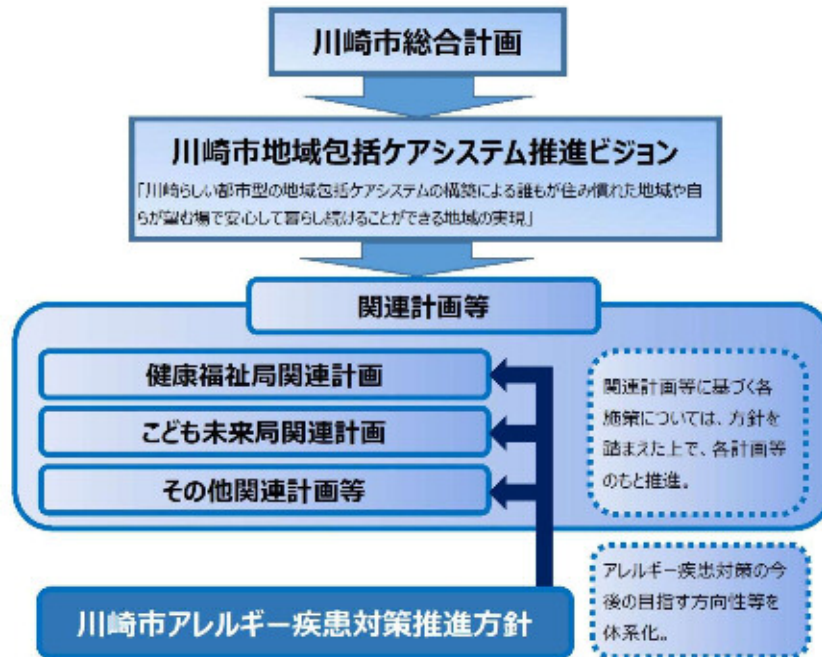 川崎市総合計画
川崎市地域包括ケアシステム推進ビジョン
「川崎らしい都市型の地域包括ケアシステムの構築による誰もが住み慣れた地域や自
らが望む場で安心して暮らし続けることができる地域の実現」
関連計画等
健康福祉局関連計画
こども未来局関連計画
その他関連計画等
関連計画等に基づく各
施策については、方針を
踏まえた上で、各計画等
のもと推進。
川崎市アレルギー疾患対策推進方針
アレルギー疾患対策の今
後の目指す方向性等を
体系化。